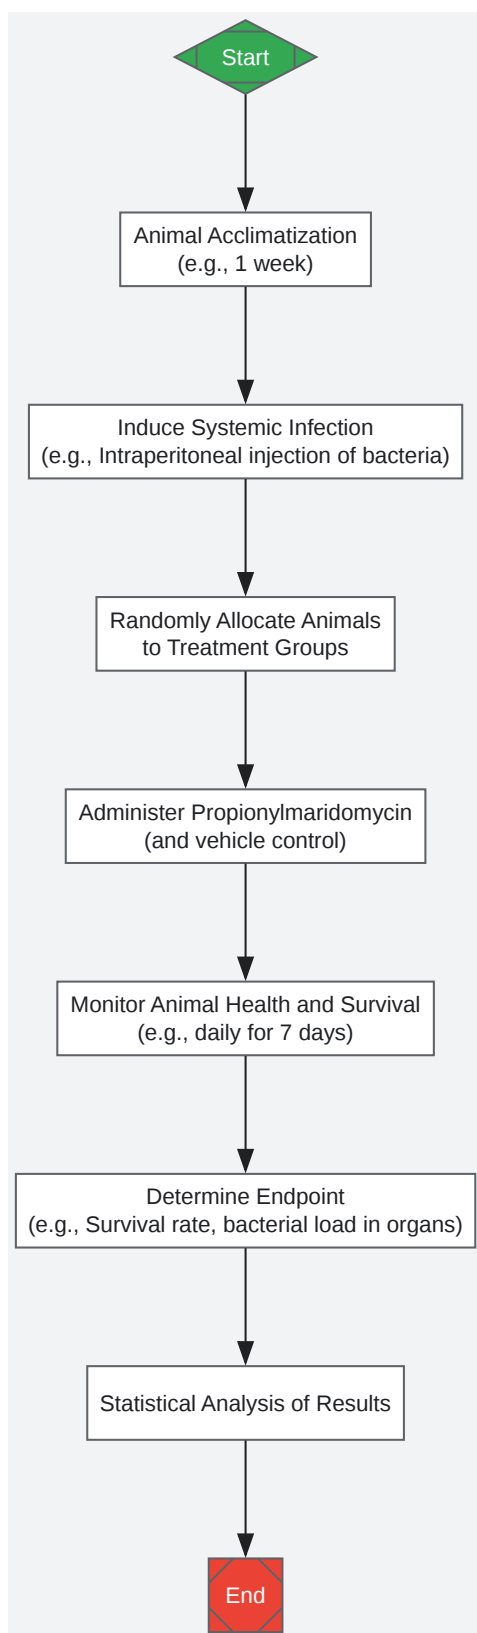 Start
Animal Acclimatization
(e.g., 1 week)
Induce Systemic Infection
(e.g., Intraperitoneal injection of bacteria)
Randomly Allocate Animals
to Treatment Groups
Administer Propionylmaridomycin
(and vehicle control)
Monitor Animal Health and Survival
(e.g., daily for 7 days)
Determine Endpoint
(e.g., Survival rate, bacterial load in organs)
Statistical Analysis of Results
End